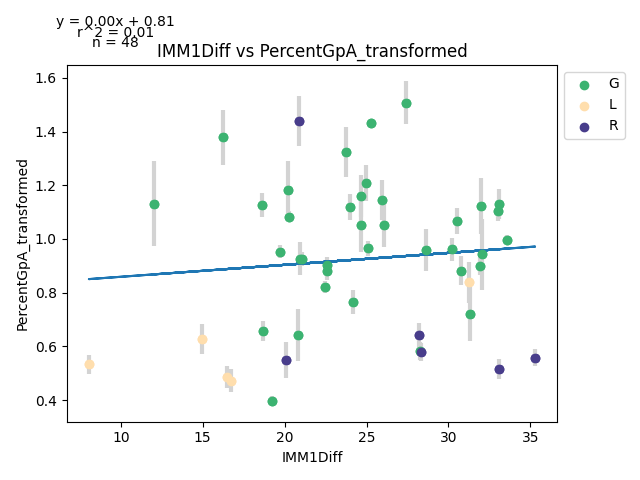 y = 0.00x + 0.81
r^2 = 0.01
n = 48
IMM1Diff vs PercentGpA_transformed
1.6
1.4
1.2
1.0
0.8
0.6
0.4
PercentGpA_transformed
10 15 20 25 30 35
IMM1Diff
G
L
R